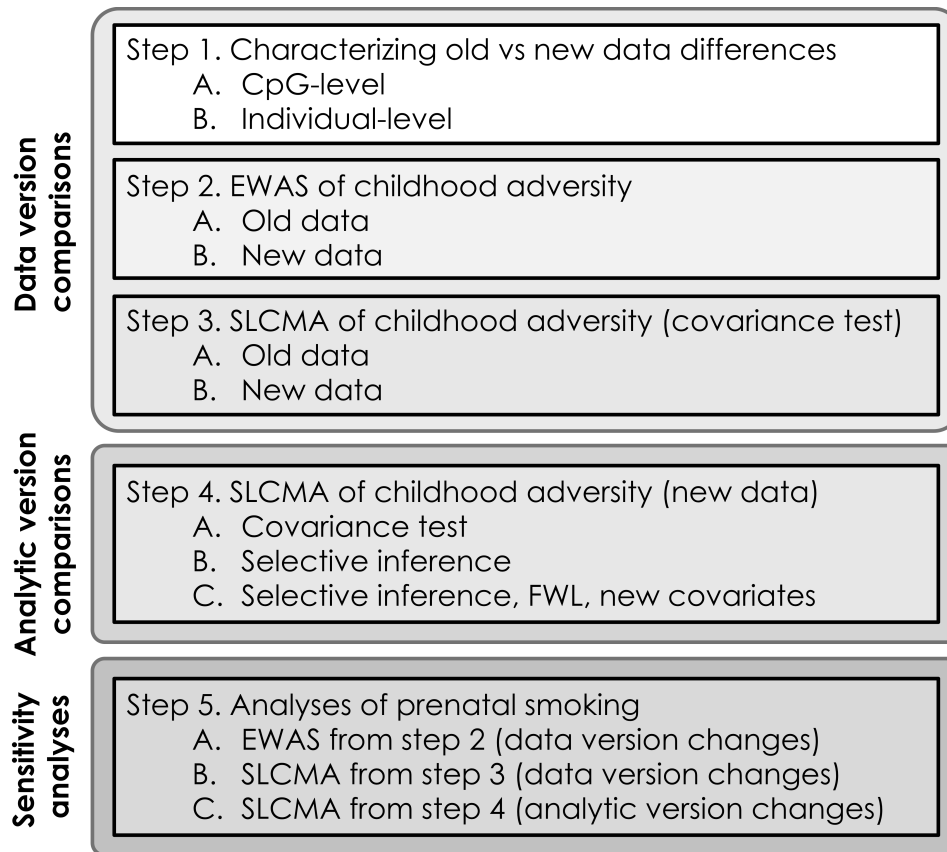 Data version
comparisons
Step 1. Characterizing old vs new data differences
A. CpG-level
B. Individual-level
Step 2. EWAS of childhood adversity
A. Old data
B. New data
Step 3. SLCMA of childhood adversity (covariance test)
A. Old data
B. New data
Analytic version
comparisons
Step 4. SLCMA of childhood adversity (new data)
A. Covariance test
B. Selective inference
C. Selective inference, FWL, new covariates
Sensitivity
analyses
Step 5. Analyses of prenatal smoking
A. EWAS from step 2 (data version changes)
B. SLCMA from step 3 (data version changes)
C. SLCMA from step 4 (analytic version changes)